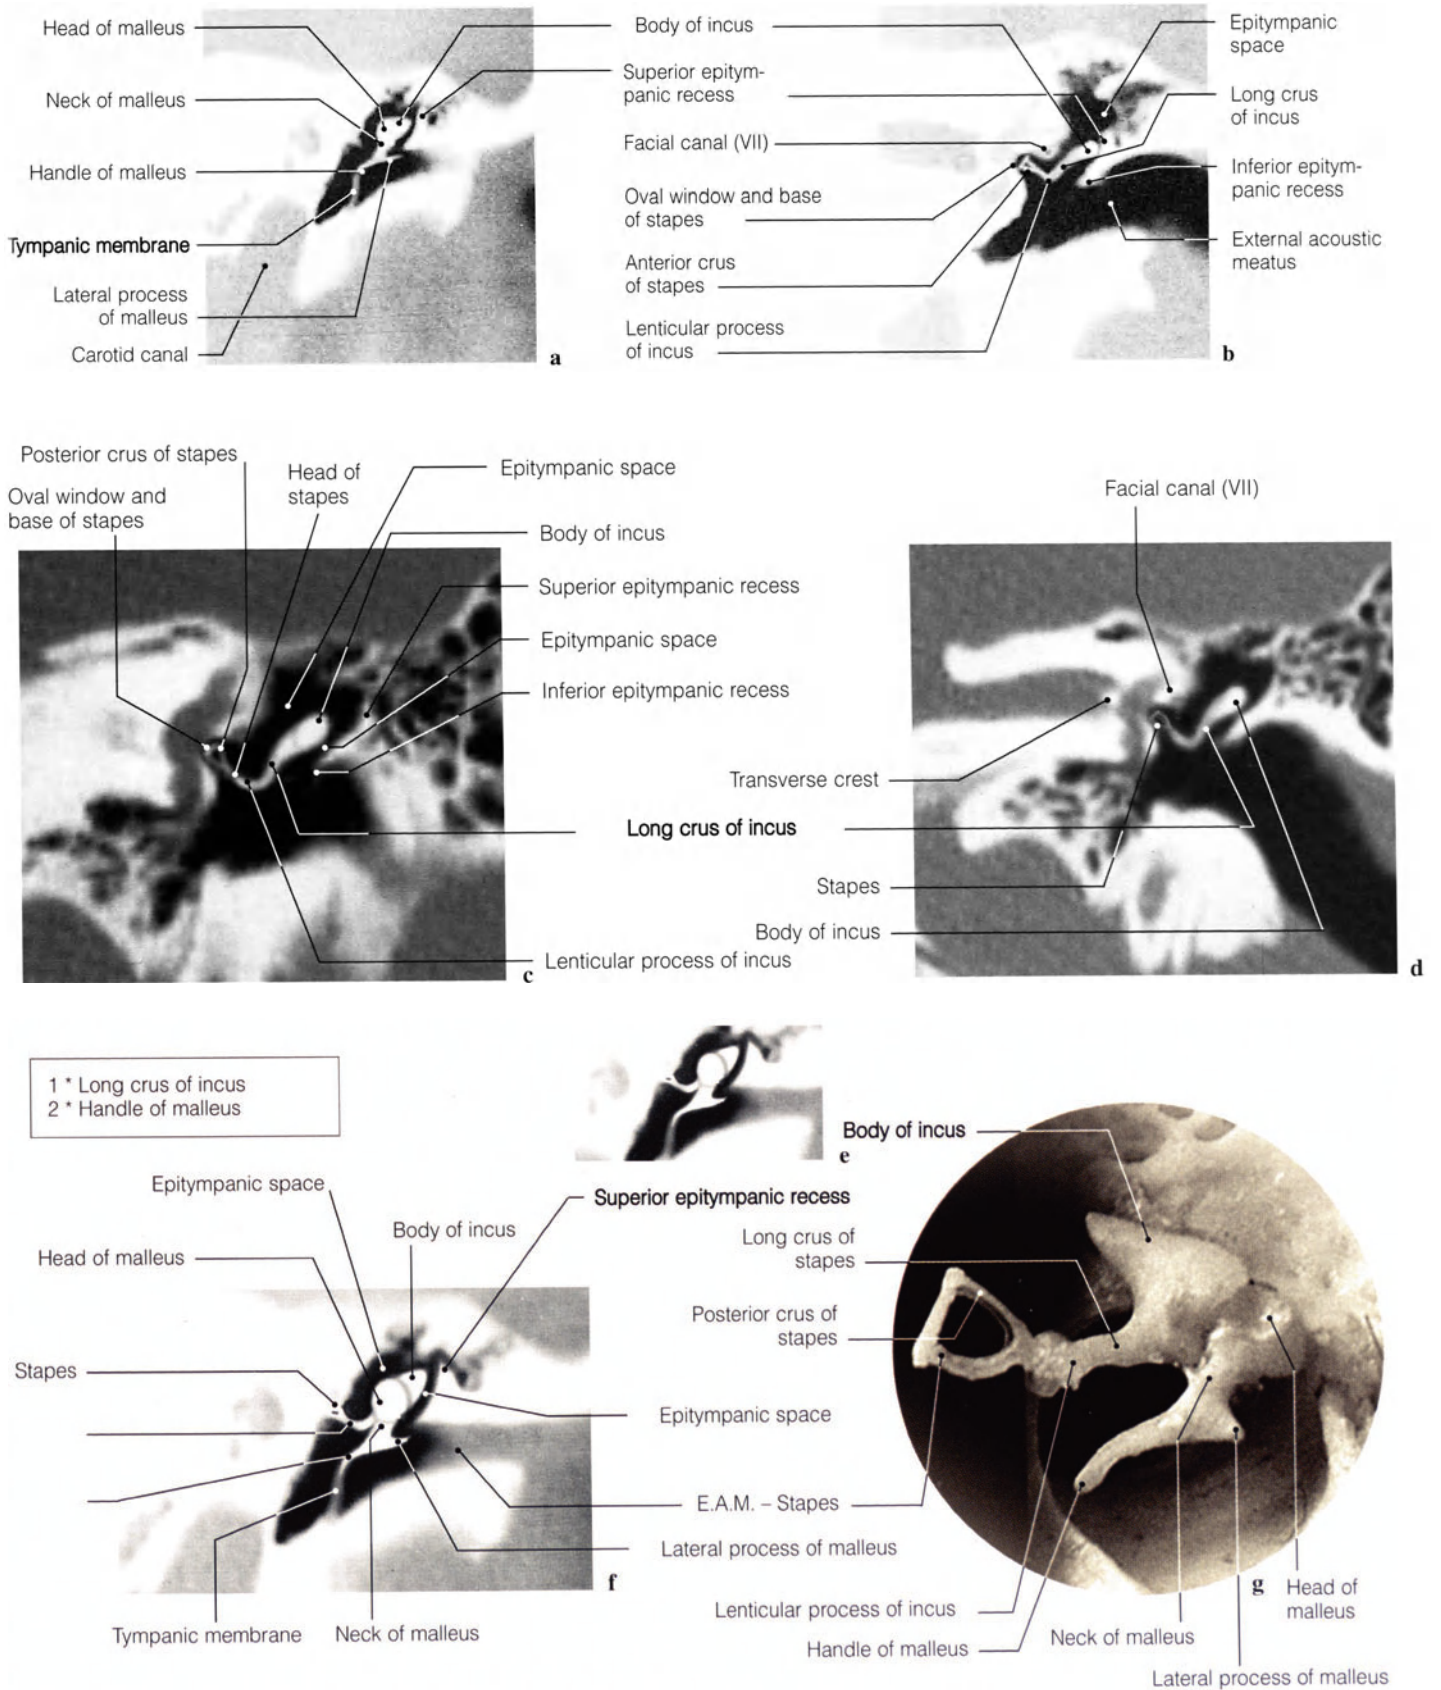 Head of malleus
Neck of malleus
Handle of malleus
Tympanic membrane
Lateral process
of malleus
Carotid canal
a
Body of incus
Superior epitym-
panic recess
Facial canal (VII)
Oval window and base
of stapes
Anterior crus
of stapes
Lenticular process
of incus
Epitympanic
space
Long crus
of incus
Inferior epitym-
panic recess
External acoustic
meatus
b
Posterior crus of stapes
Oval window and
base of stapes
Head of
stapes
Epitympanic space
Body of incus
Superior epitympanic recess
Epitympanic space
Inferior epitympanic recess
Long crus of incus
Lenticular process of incus
c
Facial canal (VII)
Transverse crest
Stapes
Body of incus
d
1 * Long crus of incus
2 * Handle of malleus
e
Epitympanic space
Head of malleus
Body of incus
Superior epitympanic recess
Stapes
Epitympanic space
E.A.M. – Stapes
Lateral process of malleus
f
Tympanic membrane
Neck of malleus
Body of incus
Long crus of
stapes
Posterior crus of
stapes
Lenticular process of incus
Handle of malleus
Neck of malleus
g
Head of
malleus
Lateral process of malleus